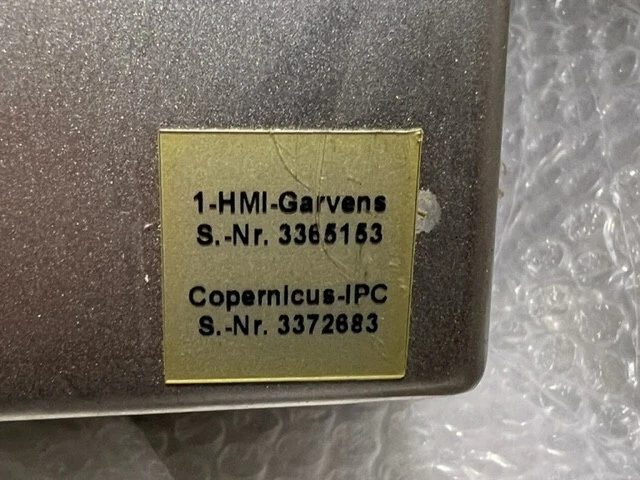 1-HMI-Garvens
S.-Nr. 3365153
Copernicus-IPC
S.-Nr. 3372683